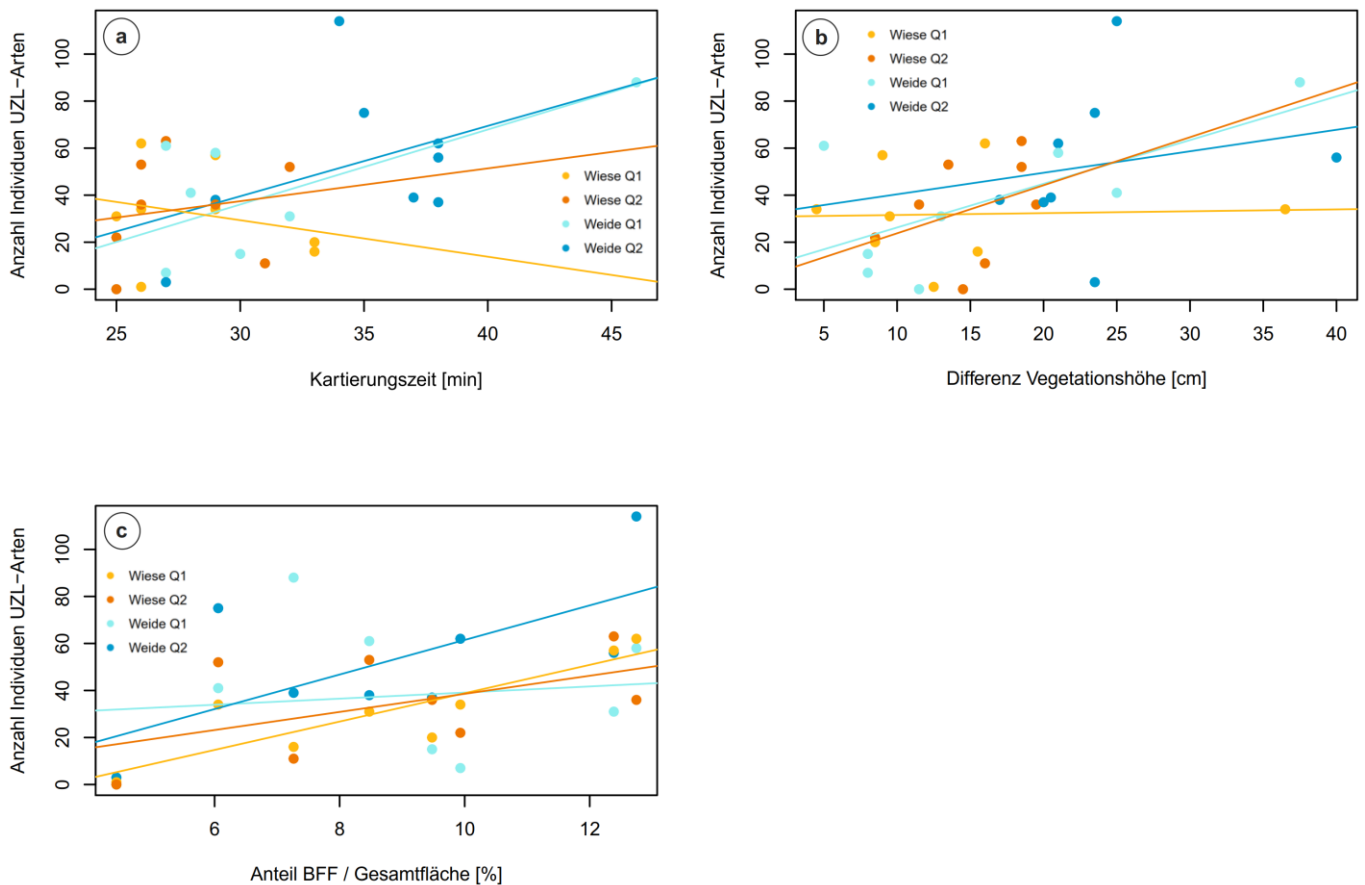 a
Anzahl Individuen UZL−Arten
0 20 40 60 80 100
Wiese Q1
Wiese Q2
Weide Q1
Weide Q2
25 30 35 40 45
Kartierungszeit [min]
b
Anzahl Individuen UZL−Arten
0 20 40 60 80 100
Wiese Q1
Wiese Q2
Weide Q1
Weide Q2
5 10 15 20 25 30 35 40
Differenz Vegetationshöhe [cm]
c
Anzahl Individuen UZL−Arten
0 20 40 60 80 100
Wiese Q1
Wiese Q2
Weide Q1
Weide Q2
6 8 10 12
Anteil BFF / Gesamtfläche [%]